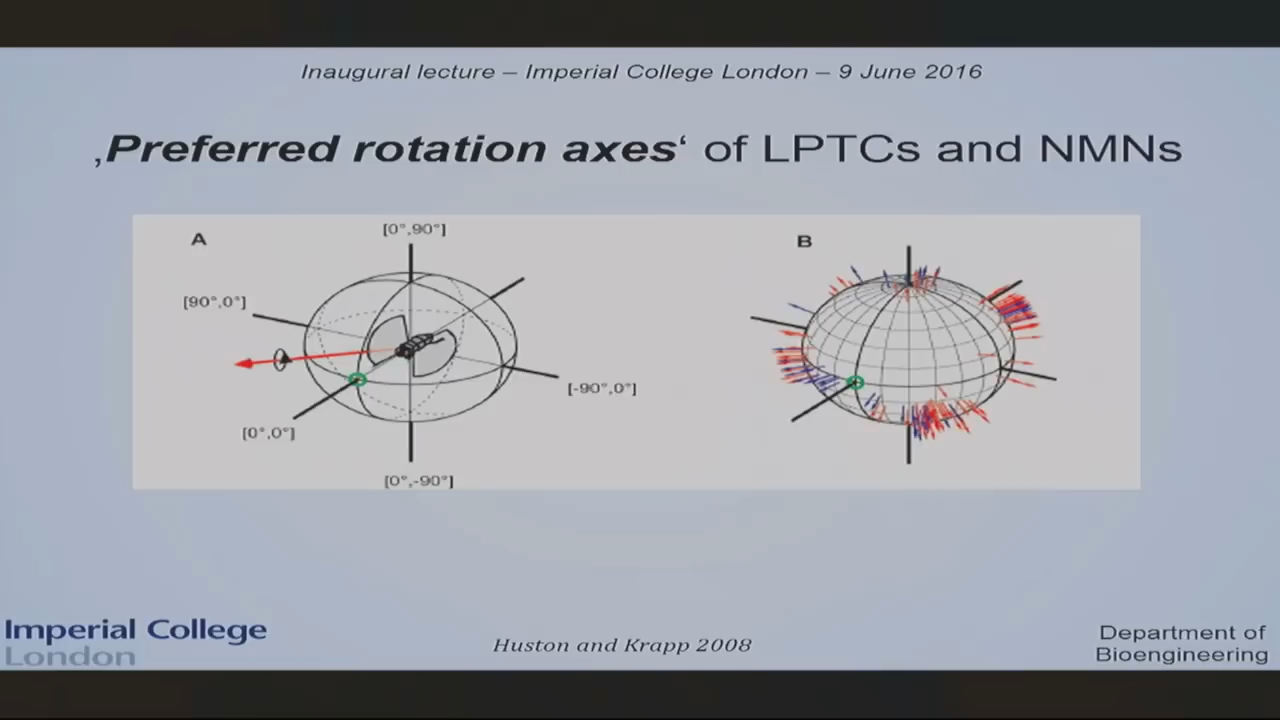 Inaugural lecture – Imperial College London – 9 June 2016
‚Preferred rotation axes‘ of LPTCs and NMNs
A
[0°,90°]
B
[90°,0°]
[-90°,0°]
[0°,0°]
[0°,-90°]
Imperial College
London
Huston and Krapp 2008
Department of
Bioengineering